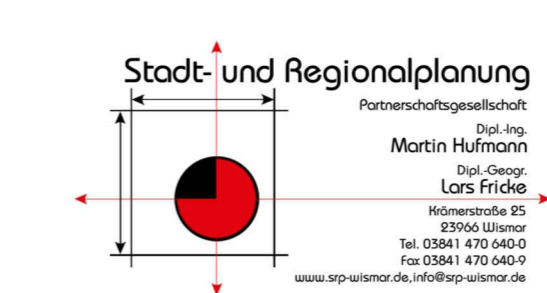 Stadt- und Regionalplanung
Partnerschaftsgesellschaft
Dipl.-Ing.
Martin Hufmann
Dipl.-Geogr.
Lars Fricke
Krämerstraße 25
23966 Wismar
Tel. 03841 470 640-0
Fax 03841 470 640-9
www.srp-wismar.de,info@srp-wismar.de